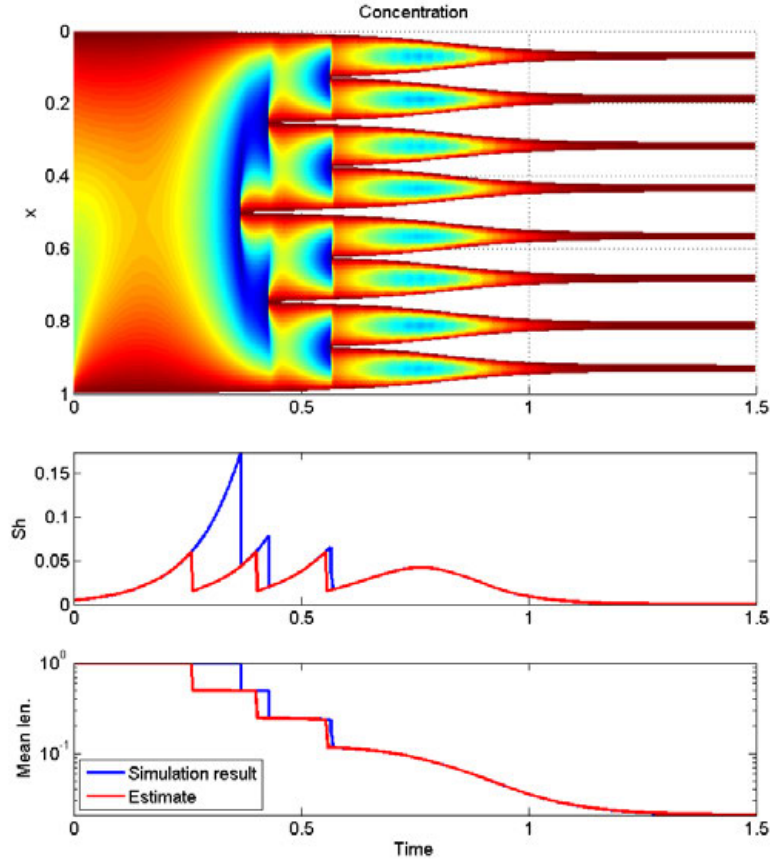 Concentration
0
0.2
0.4
0.6
0.8
1
x
0 0.5 1 1.5
0.15
0.1
0.05
0
Sh
0 0.5 1 1.5
10^0
10^-1
Mean len.
Simulation result
Estimate
0 0.5 1 1.5
Time